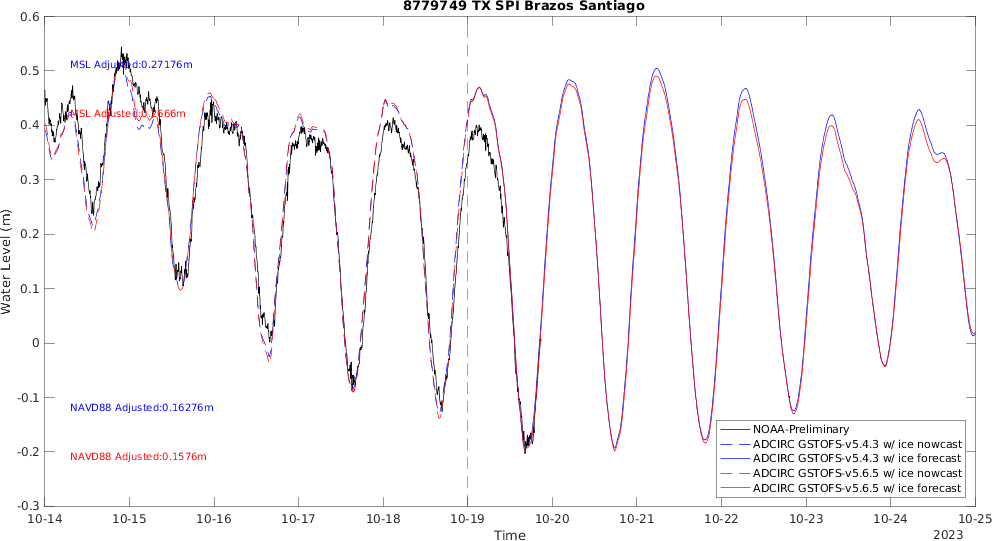 8779749 TX SPI Brazos Santiago
Water Level (m)
0.6
0.5
0.4
0.3
0.2
0.1
0
-0.1
-0.2
-0.3
MSL Adjusted:0.27176m
MSL Adjusted:0.2666m
NAVD88 Adjusted:0.16276m
NAVD88 Adjusted:0.1576m
NOAA-Preliminary
ADCIRC GSTOFS-v5.4.3 w/ ice nowcast
ADCIRC GSTOFS-v5.4.3 w/ ice forecast
ADCIRC GSTOFS-v5.6.5 w/ ice nowcast
ADCIRC GSTOFS-v5.6.5 w/ ice forecast
10-14 10-15 10-16 10-17 10-18 10-19 10-20 10-21 10-22 10-23 10-24 10-25
Time
2023